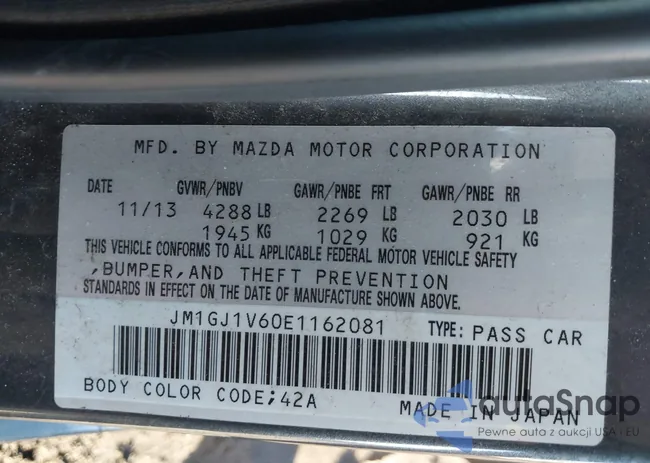 MFD. BY MAZDA MOTOR CORPORATION
DATE GVWR/PNBV GAWR/PNBE FRT GAWR/PNBE RR
11/13 4288 LB 2269 LB 2030 LB
1945 KG 1029 KG 921 KG
THIS VEHICLE CONFORMS TO ALL APPLICABLE FEDERAL MOTOR VEHICLE SAFETY
,BUMPER,AND THEFT PREVENTION
STANDARDS IN EFFECT ON THE DATE OF MANUFACTURE SHOWN ABOVE.
JM1GJ1V60E1162081 TYPE: PASS CAR
BODY COLOR CODE;42A MADE IN JAPAN
autoSnap
Pewne auta z aukcji USA i EU